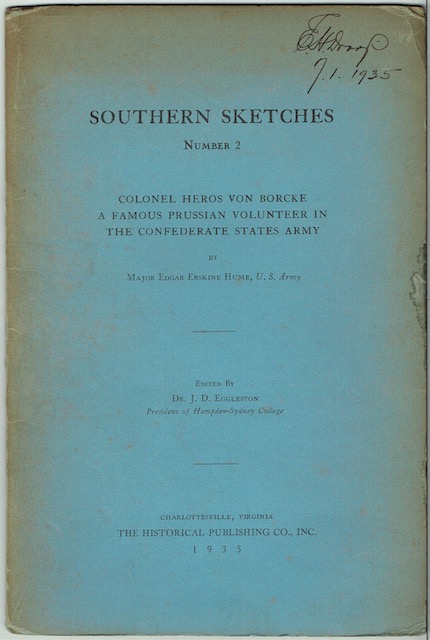 E.H. Droop
7.1.1935
SOUTHERN SKETCHES
NUMBER 2
COLONEL HEROS VON BORCKE
A FAMOUS PRUSSIAN VOLUNTEER IN
THE CONFEDERATE STATES ARMY
BY
MAJOR EDGAR ERSKINE HUME, U. S. Army
EDITED BY
DR. J. D. EGGLESTON
President of Hampden-Sydney College
CHARLOTTESVILLE, VIRGINIA
THE HISTORICAL PUBLISHING CO., INC.
1935